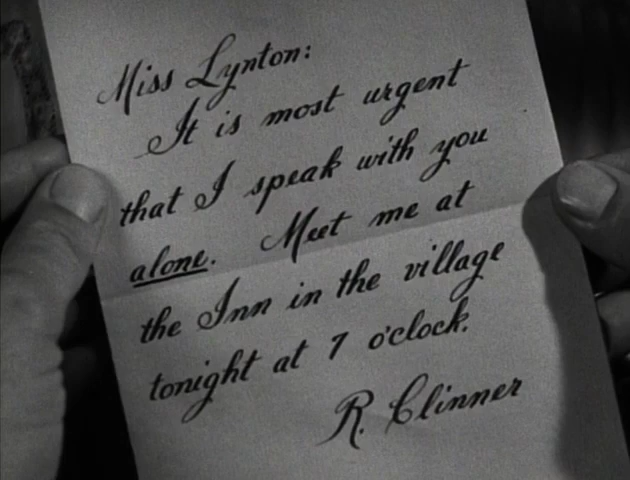 Miss Lynton:
It is most urgent
that I speak with you
alone. Meet me at
the Inn in the village
tonight at 7 o'clock.
R. Clinner